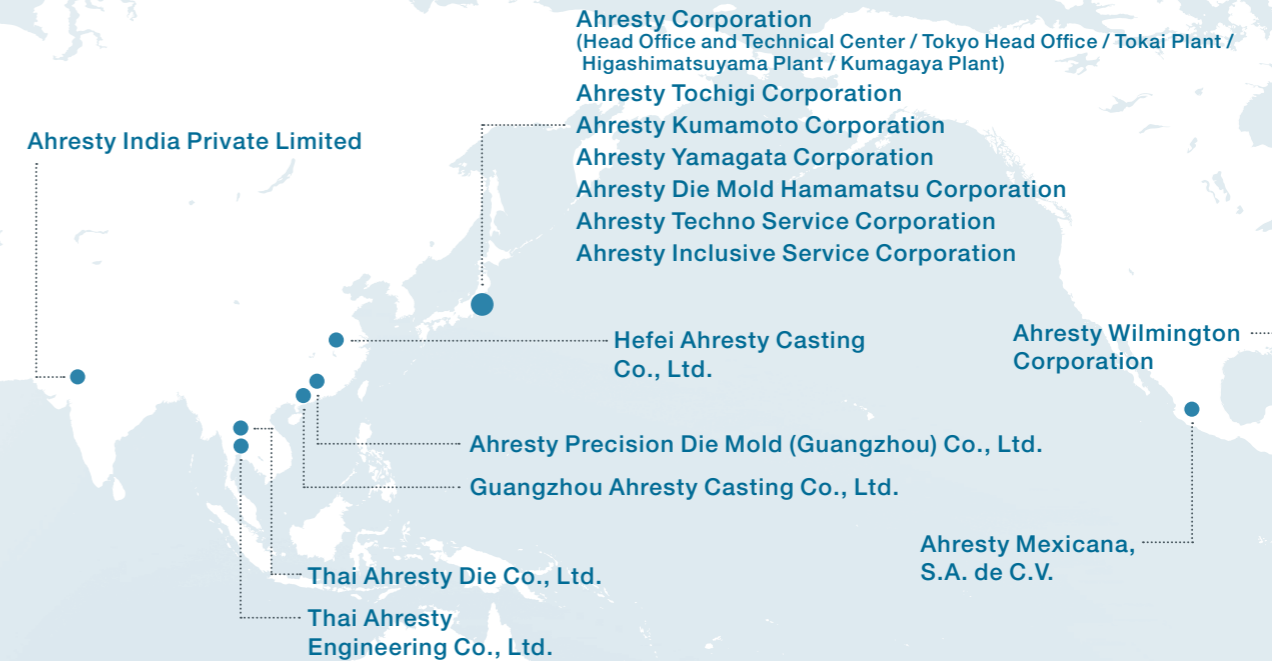 Ahresty Corporation
(Head Office and Technical Center / Tokyo Head Office / Tokai Plant /
Higashimatsuyama Plant / Kumagaya Plant)
Ahresty Tochigi Corporation
Ahresty Kumamoto Corporation
Ahresty Yamagata Corporation
Ahresty Die Mold Hamamatsu Corporation
Ahresty Techno Service Corporation
Ahresty Inclusive Service Corporation
Ahresty India Private Limited
Hefei Ahresty Casting
Co., Ltd.
Ahresty Wilmington
Corporation
Ahresty Precision Die Mold (Guangzhou) Co., Ltd.
Guangzhou Ahresty Casting Co., Ltd.
Ahresty Mexicana,
S.A. de C.V.
Thai Ahresty Die Co., Ltd.
Thai Ahresty
Engineering Co., Ltd.